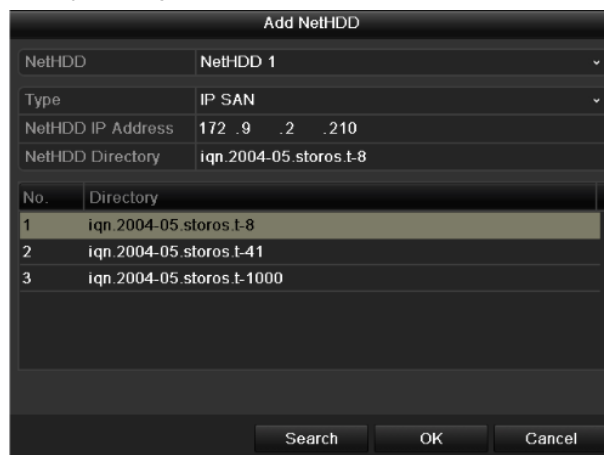 Add NetHDD
NetHDD NetHDD 1
Type IP SAN
NetHDD IP Address 172 .9 .2 .210
NetHDD Directory iqn.2004-05.storos.t-8
No. Directory
1 iqn.2004-05.storos.t-8
2 iqn.2004-05.storos.t-41
3 iqn.2004-05.storos.t-1000
Search OK Cancel